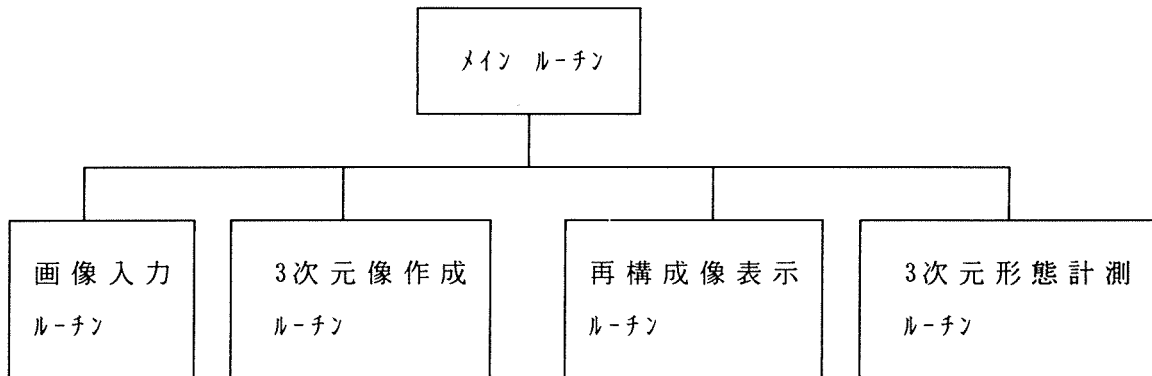 メイン ルーチン
画像入力
ルーチン
3次元像作成
ルーチン
再構成像表示
ルーチン
3次元形態計測
ルーチン